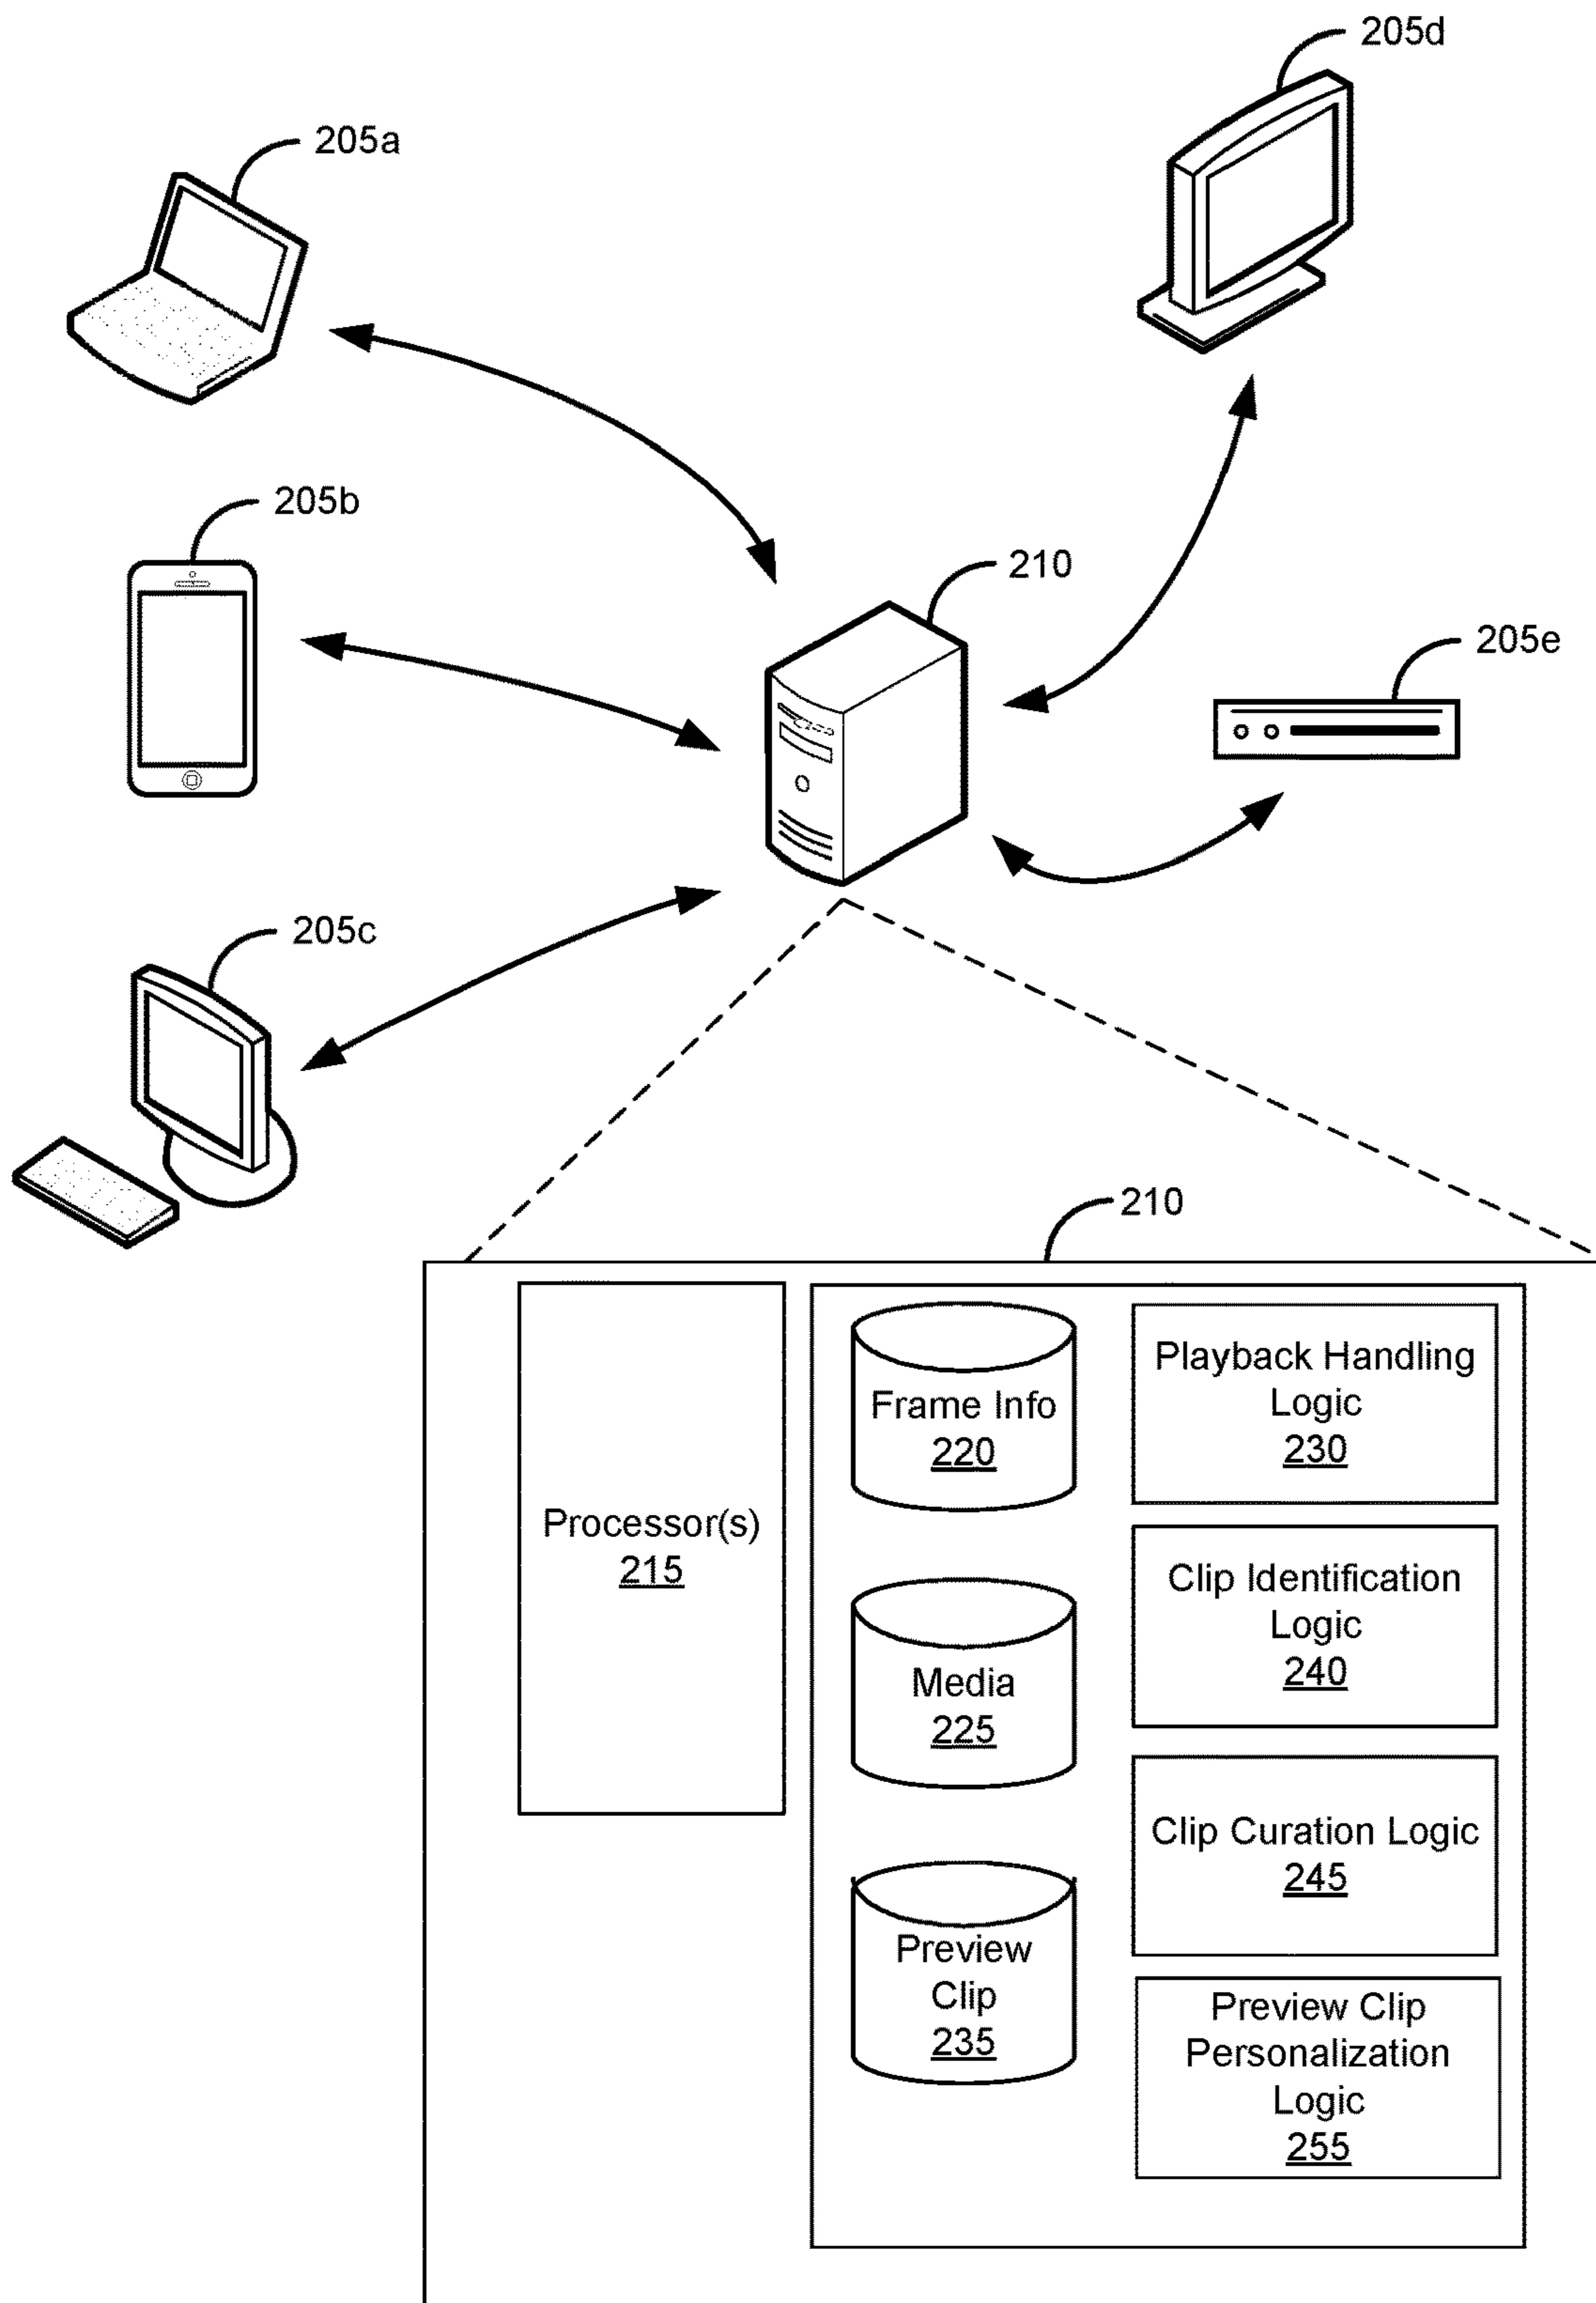 205d
205a
205b
210
205e
205c
210
Frame Info
220
Playback Handling
Logic
230
Processor(s)
215
Clip Identification
Logic
240
Media
225
Clip Curation Logic
245
Preview
Clip
235
Preview Clip
Personalization
Logic
255